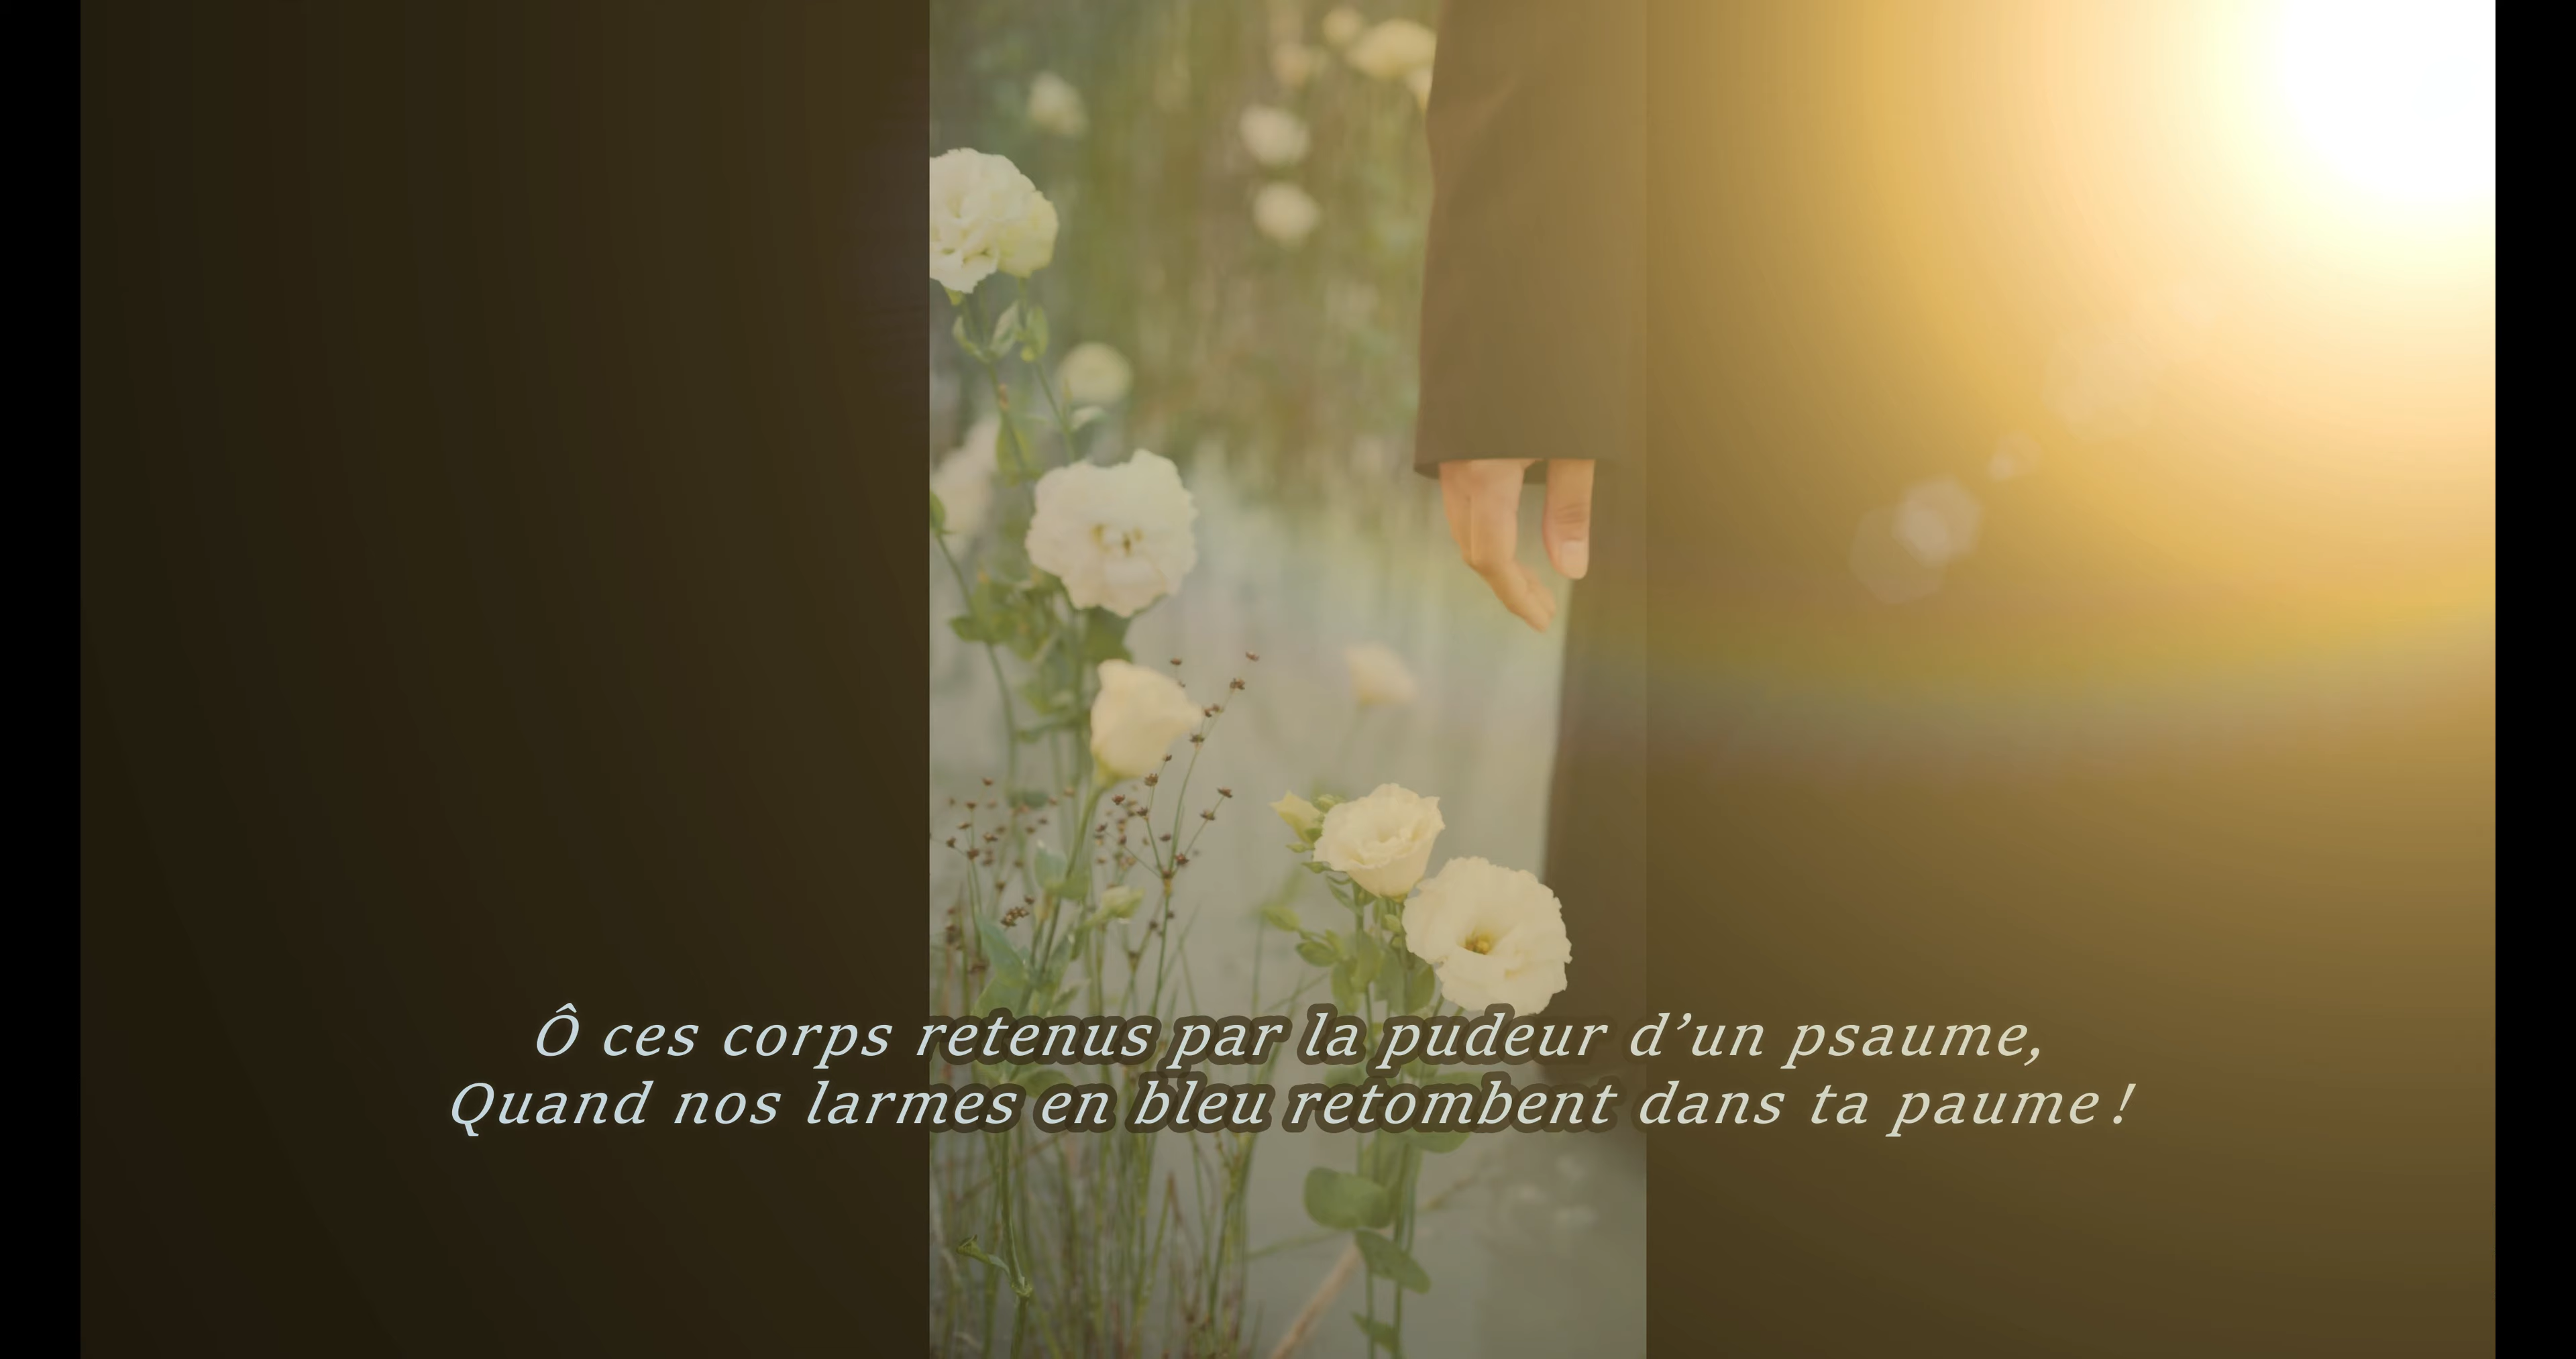 Ô ces corps retenus par la pudeur d’un psaume,
Quand nos larmes en bleu retombent dans ta paume !